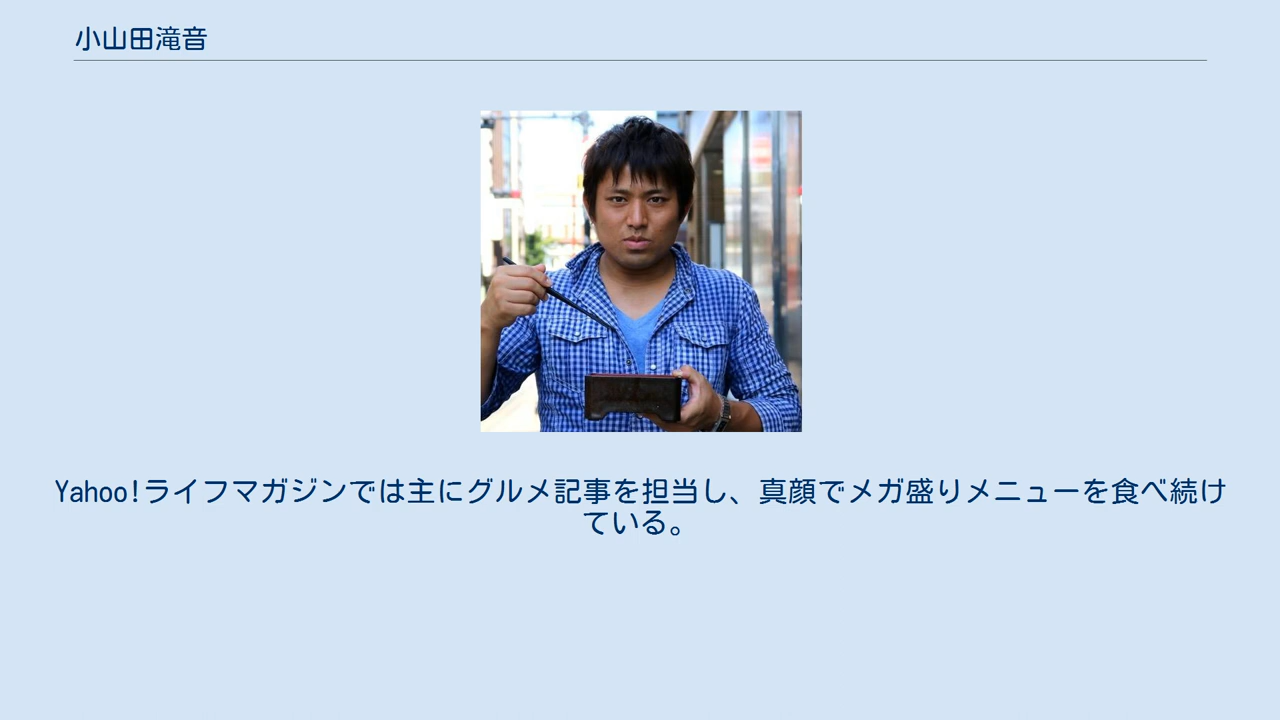 小山田滝音
Yahoo!ライフマガジンでは主にグルメ記事を担当し、真顔でメガ盛りメニューを食べ続け
ている。